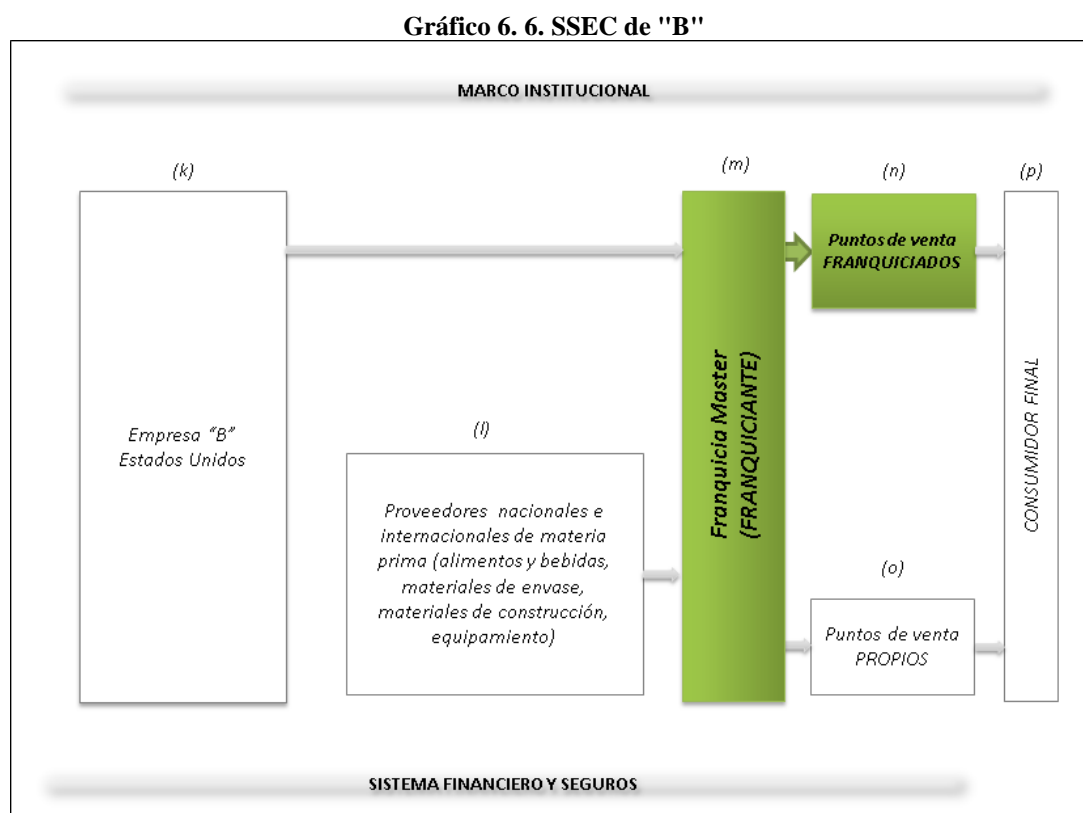 Gráfico 6. 6. SSEC de "B"
MARCO INSTITUCIONAL
(k)
(m)
(n)
(p)
Empresa “B”
Estados Unidos
(l)
Proveedores nacionales e
internacionales de materia
prima (alimentos y bebidas,
materiales de envase,
materiales de construcción,
equipamiento)
Franquicia Master
(FRANQUICIANTE)
Puntos de venta
FRANQUICIADOS
(o)
Puntos de venta
PROPIOS
CONSUMIDOR FINAL
SISTEMA FINANCIERO Y SEGUROS